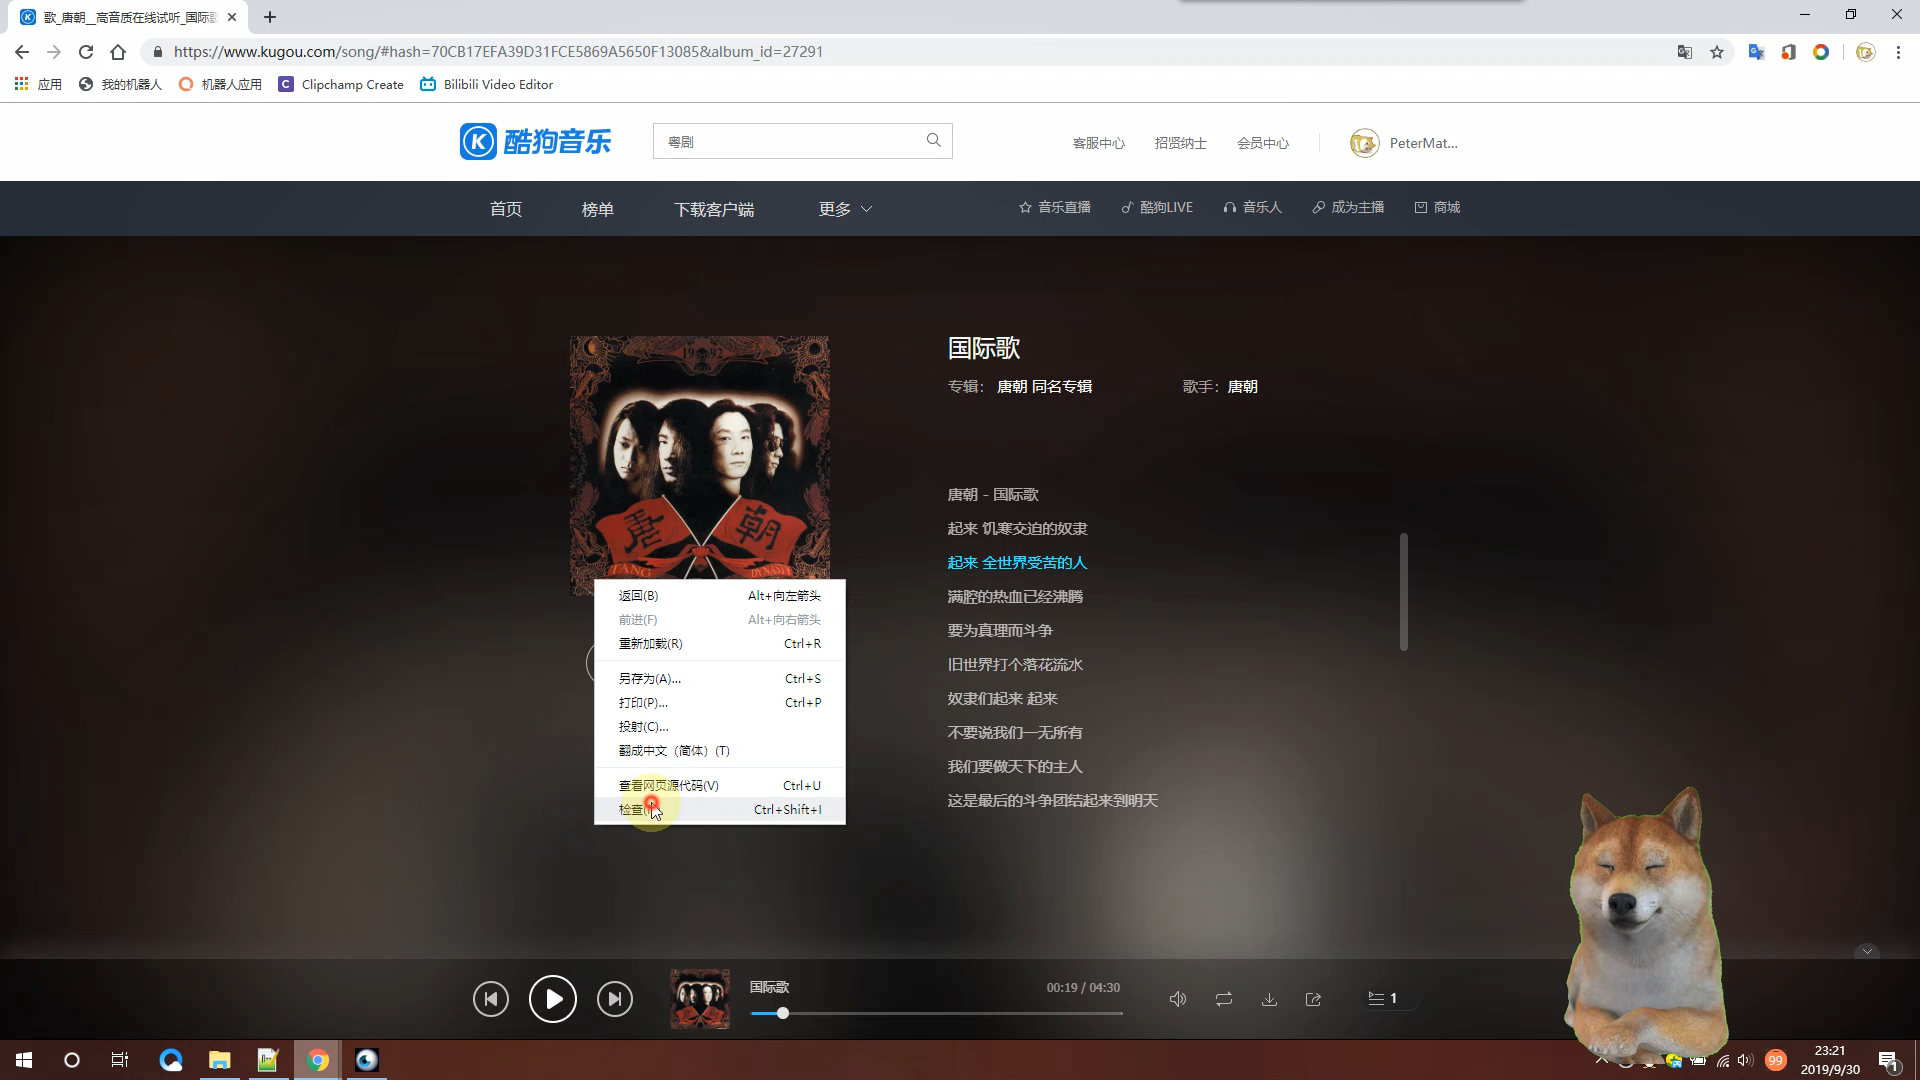 歌_唐朝__高音质在线试听_国际歌
https://www.kugou.com/song/#hash=70CB17EFA39D31FCE5869A5650F13085&album_id=27291
应用 我的机器人 机器人应用 Clipchamp Create Bilibili Video Editor
酷狗音乐 粤剧 客服中心 招贤纳士 会员中心 PeterMat...
首页 榜单 下载客户端 更多 音乐直播 酷狗LIVE 音乐人 成为主播 商城
1992
唐 朝
TANG DYNASTY
国际歌
专辑: 唐朝 同名专辑 歌手: 唐朝
唐朝 - 国际歌
起来 饥寒交迫的奴隶
起来 全世界受苦的人
满腔的热血已经沸腾
要为真理而斗争
旧世界打个落花流水
奴隶们起来 起来
不要说我们一无所有
我们要做天下的主人
这是最后的斗争团结起来到明天
返回(B) Alt+向左箭头
前进(F) Alt+向右箭头
重新加载(R) Ctrl+R
另存为(A)... Ctrl+S
打印(P)... Ctrl+P
投射(C)...
翻成中文（简体）(T)
查看网页源代码(V) Ctrl+U
检查( Ctrl+Shift+I
国际歌 00:19 / 04:30
1
99
23:21
2019/9/30
1